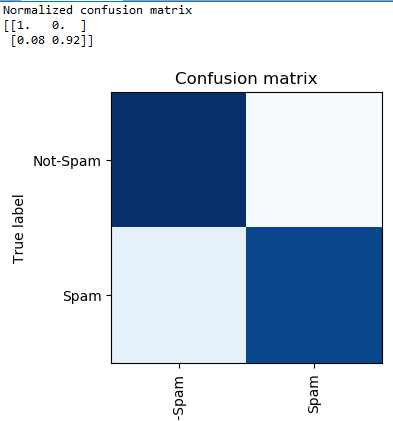 Normalized confusion matrix
[[1.   0.  ]
 [0.08 0.92]]
Confusion matrix
Not-Spam
True label
Spam
-Spam
Spam